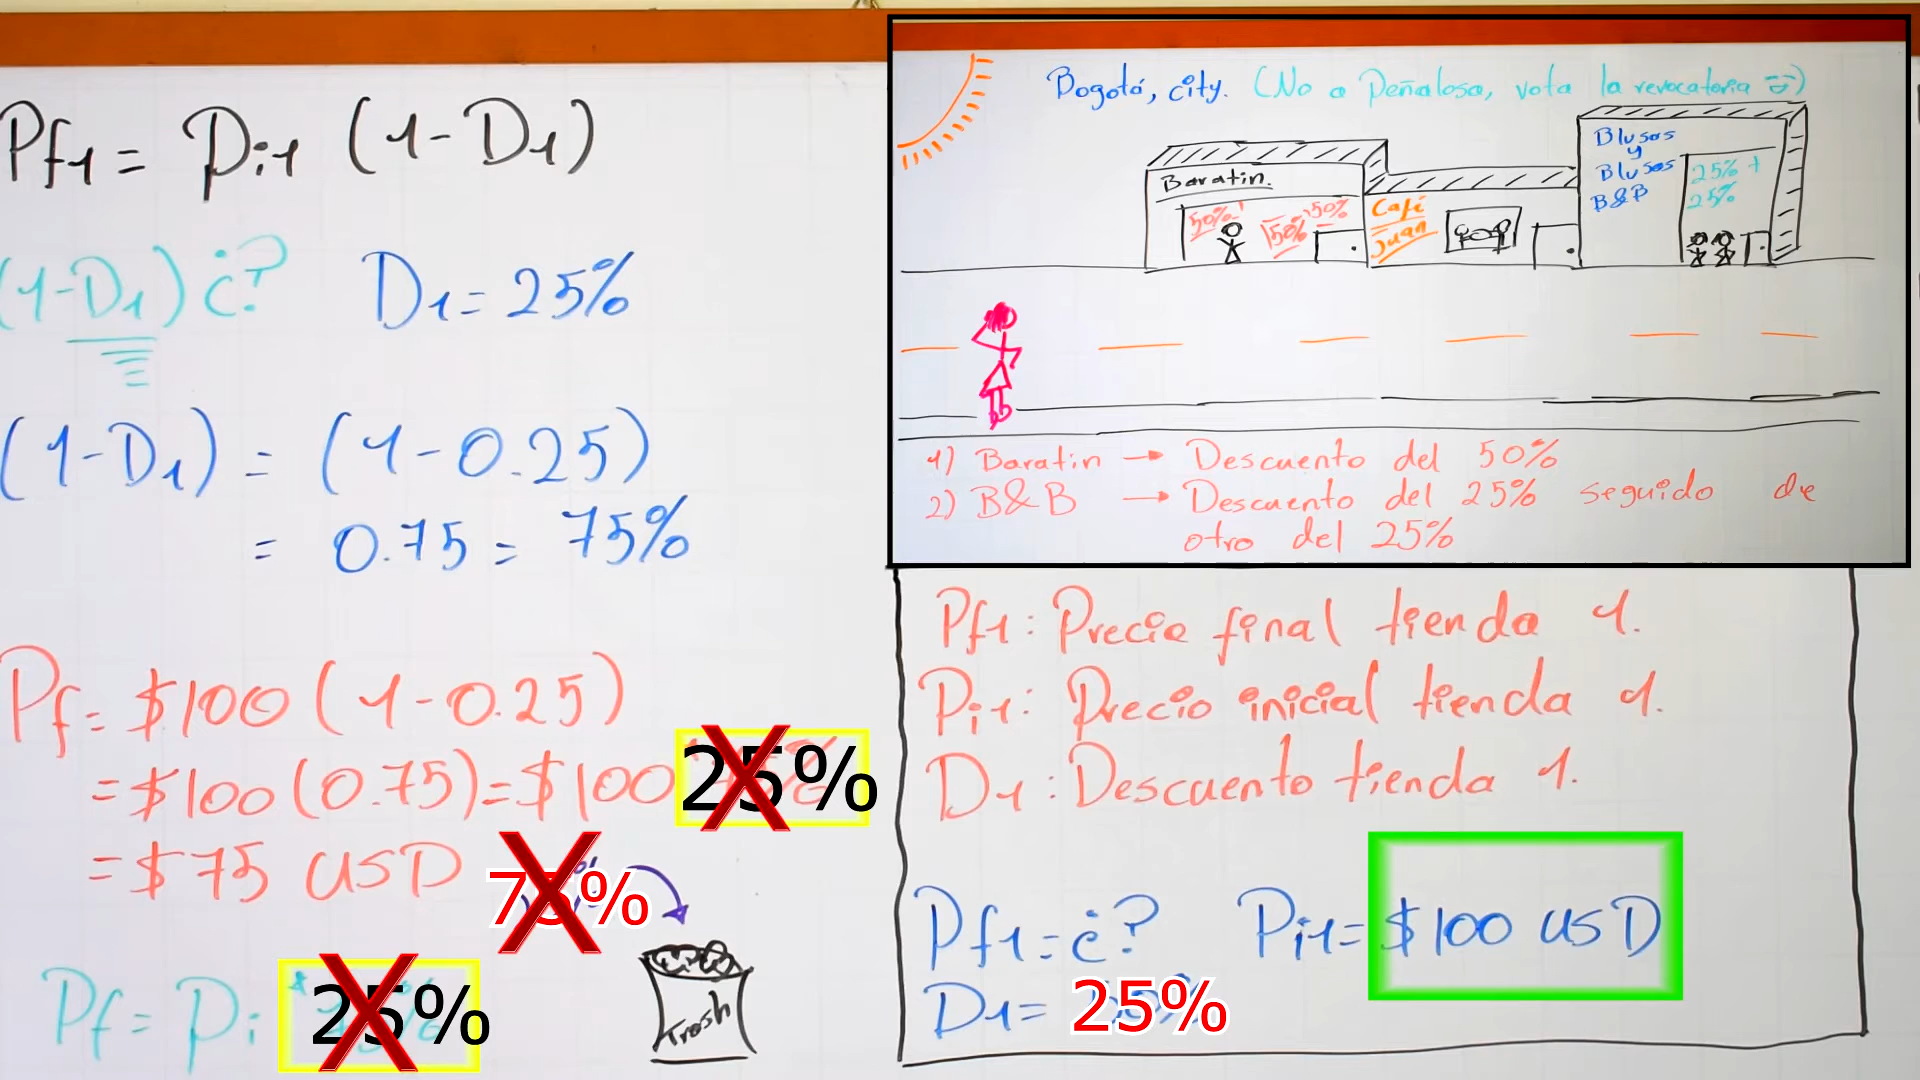 Pf1 = Pi1 (1-D1)
(1-D1) ¿? D1 = 25%
(1-D1) = (1-0.25)
= 0.75 = 75%
Pf = $100 (1-0.25)
= $100 (0.75) = $100 25%
= $75 USD 75%
Pf = Pi 25%
Trash
Bogotá, city. (No a Peñalosa, vota la revocatoria =))
Baratin.
50% 50% 50%
Café
Juan
Blusas
y
Blusas
B&B
25% +
25%
1) Baratin → Descuento del 50%
2) B&B → Descuento del 25% seguido de
otro del 25%
Pf1: Precio final tienda 1.
Pi1: Precio inicial tienda 1.
D1: Descuento tienda 1.
Pf1 = ¿? Pi1 = $100 USD
D1 = 25%